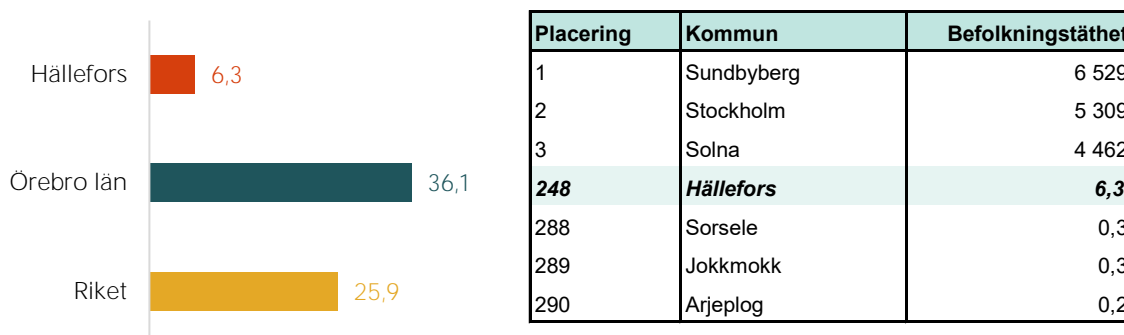 Hällefors 6,3
Örebro län 36,1
Riket 25,9
Placering Kommun Befolkningstäthet
1 Sundbyberg 6 529
2 Stockholm 5 309
3 Solna 4 462
248 Hällefors 6,3
288 Sorsele 0,3
289 Jokkmokk 0,3
290 Arjeplog 0,2